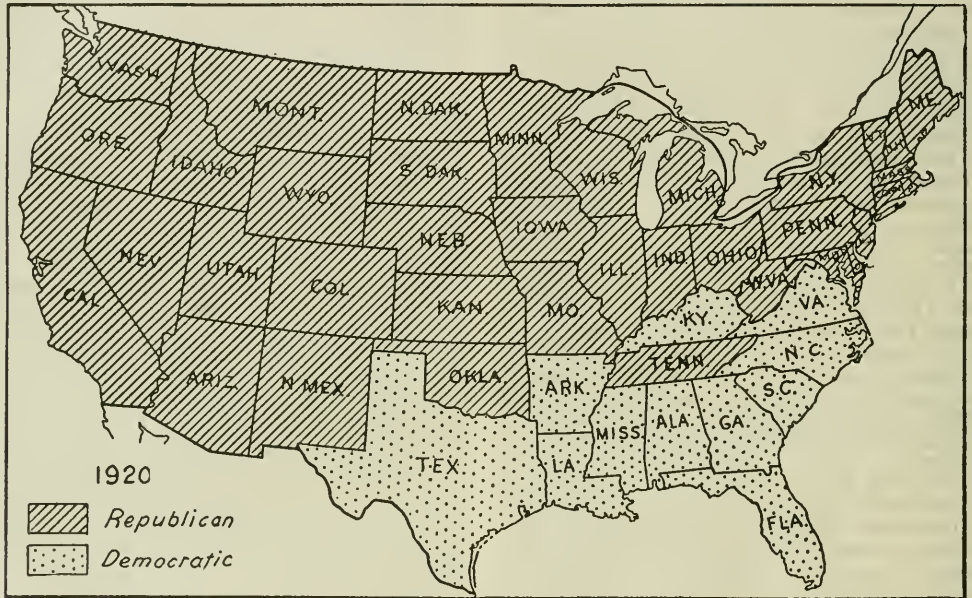 WASH
MONT.
N.DAK.
MINN.
ME.
ORE.
IDAHO
S.DAK.
WIS.
MICH
VT.
N.H.
MASS
WYO.
N.Y.
NEB.
IOWA
PENN.
NEV.
UTAH
COL.
ILL.
IND.
OHIO
CAL.
KAN.
MO.
W.VA.
VA.
KY
ARIZ.
N.MEX.
OKLA.
ARK.
TENN.
N.C.
S.C.
TEX.
LA.
MISS.
ALA.
GA.
FLA.
1920
Republican
Democratic